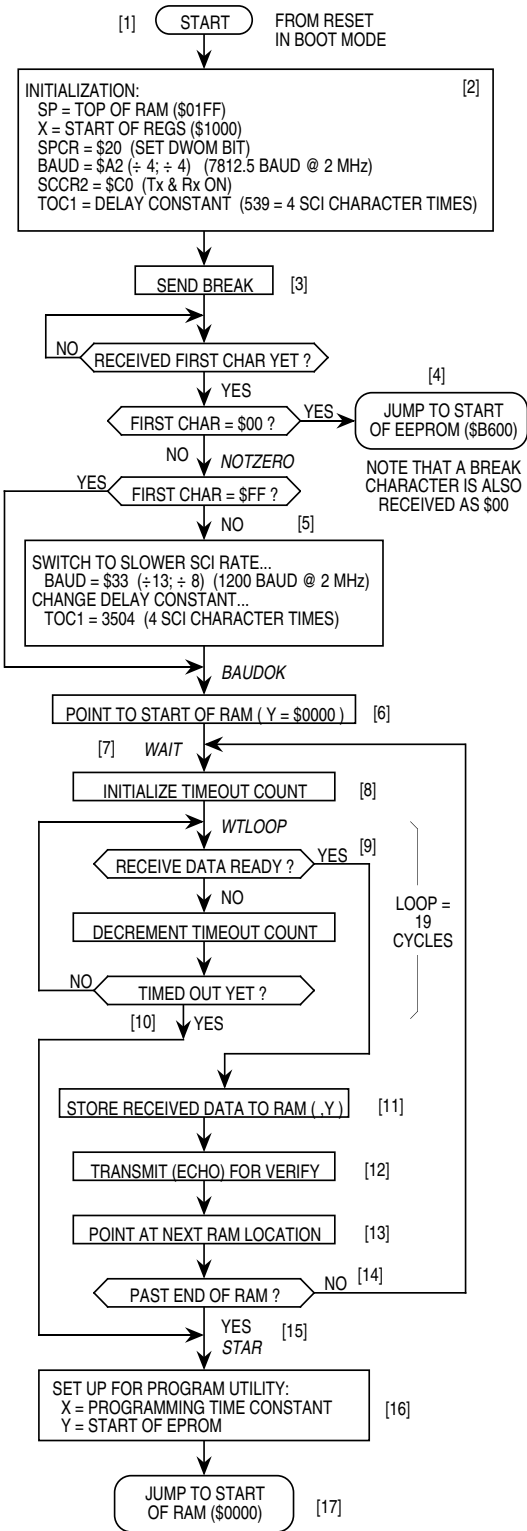 [1]
START
FROM RESET
IN BOOT MODE
[2]
INITIALIZATION:
SP = TOP OF RAM ($01FF)
X = START OF REGS ($1000)
SPCR = $20 (SET DWOM BIT)
BAUD = $A2 (÷ 4; ÷ 4) (7812.5 BAUD @ 2 MHz)
SCCR2 = $C0 (Tx & Rx ON)
TOC1 = DELAY CONSTANT (539 = 4 SCI CHARACTER TIMES)
SEND BREAK
[3]
NO
RECEIVED FIRST CHAR YET ?
YES
[4]
FIRST CHAR = $00 ?
YES
JUMP TO START
OF EEPROM ($B600)
NOTE THAT A BREAK
CHARACTER IS ALSO
RECEIVED AS $00
NO
NOTZERO
YES
FIRST CHAR = $FF ?
NO
[5]
SWITCH TO SLOWER SCI RATE...
BAUD = $33 (÷13; ÷ 8) (1200 BAUD @ 2 MHz)
CHANGE DELAY CONSTANT...
TOC1 = 3504 (4 SCI CHARACTER TIMES)
BAUDOK
POINT TO START OF RAM ( Y = $0000 )
[6]
[7]
WAIT
INITIALIZE TIMEOUT COUNT
[8]
WTLOOP
RECEIVE DATA READY ?
YES
[9]
NO
DECREMENT TIMEOUT COUNT
LOOP =
19
CYCLES
NO
TIMED OUT YET ?
[10]
YES
STORE RECEIVED DATA TO RAM ( ,Y )
[11]
TRANSMIT (ECHO) FOR VERIFY
[12]
POINT AT NEXT RAM LOCATION
[13]
PAST END OF RAM ?
NO
[14]
YES
[15]
STAR
SET UP FOR PROGRAM UTILITY:
X = PROGRAMMING TIME CONSTANT
Y = START OF EPROM
[16]
JUMP TO START
OF RAM ($0000)
[17]